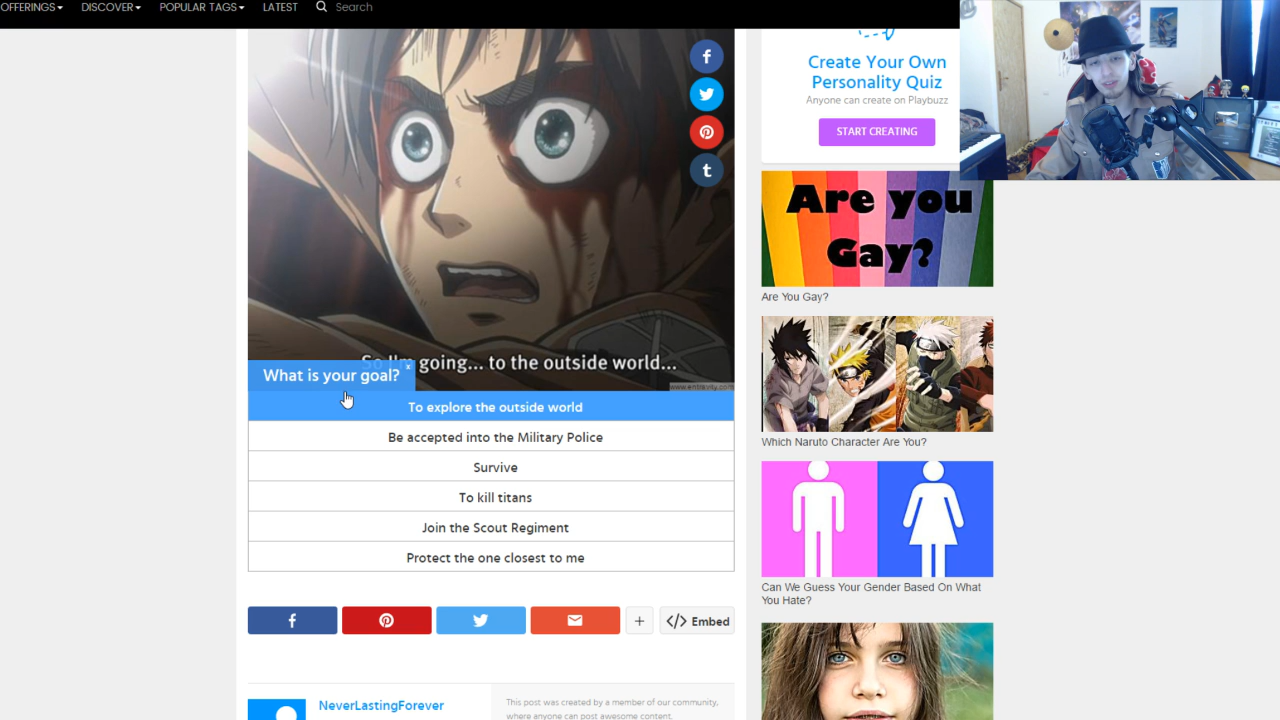 OFFERINGS
DISCOVER
POPULAR TAGS
LATEST
Search
So I'm going... to the outside world...
www.entravity.com
What is your goal?
x
To explore the outside world
Be accepted into the Military Police
Survive
To kill titans
Join the Scout Regiment
Protect the one closest to me
f
t
f
+
</> Embed
NeverLastingForever
This post was created by a member of our community,
where anyone can post awesome content.
Create Your Own
Personality Quiz
Anyone can create on Playbuzz
START CREATING
Are you
Gay?
Are You Gay?
Which Naruto Character Are You?
Can We Guess Your Gender Based On What
You Hate?